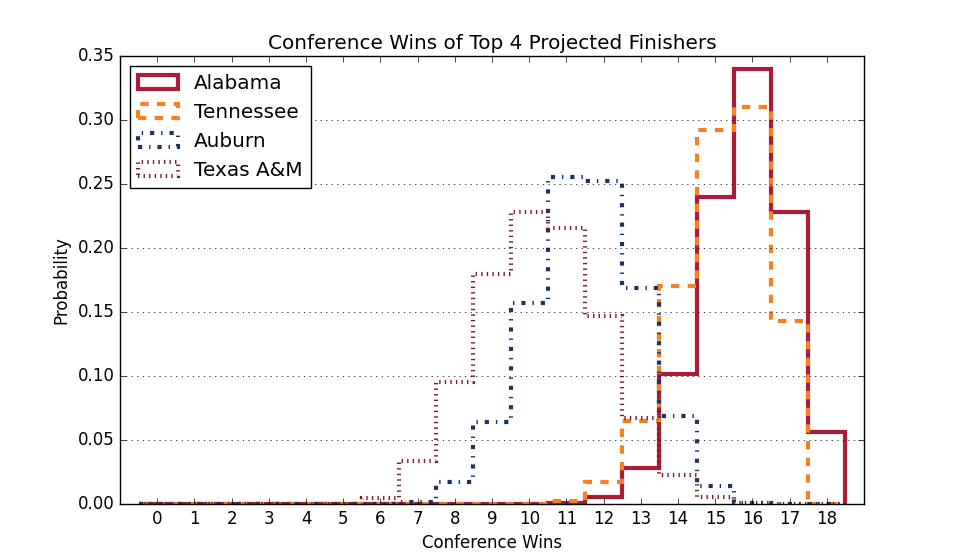 Conference Wins of Top 4 Projected Finishers
0.35
0.30
0.25
0.20
0.15
0.10
0.05
0.00
Probability
Alabama
Tennessee
Auburn
Texas A&M
0 1 2 3 4 5 6 7 8 9 10 11 12 13 14 15 16 17 18
Conference Wins